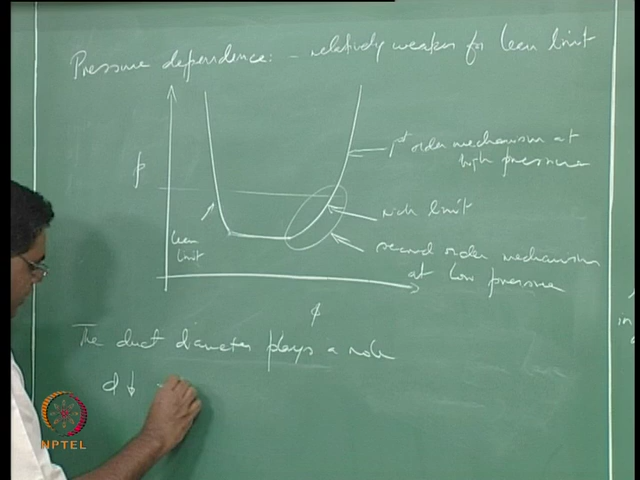 Pressure dependence: - relatively weaker for lean limit
p
1st order mechanism at
high pressure
rich limit
lean
limit
second order mechanism
at low pressure
ϕ
in
The duct diameter plays a role
d ↓
NPTEL